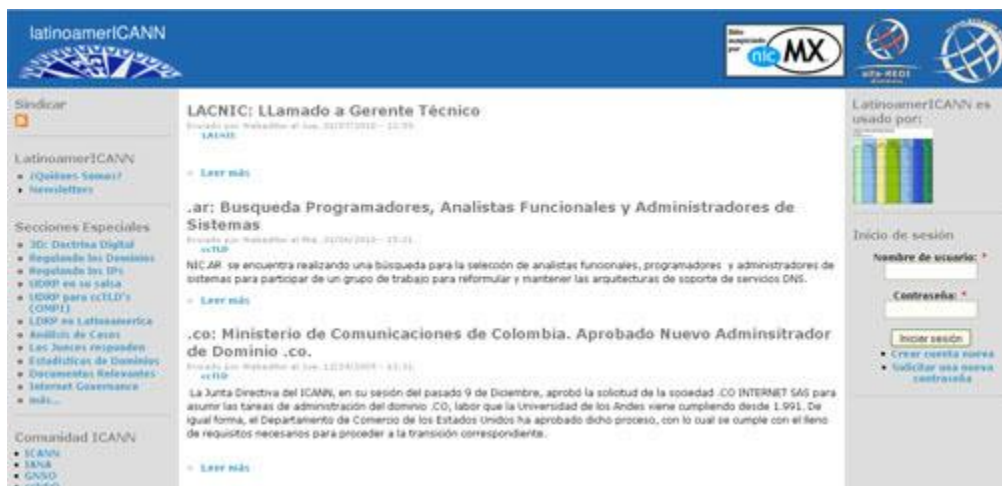 latinoamerICANN
Sitio
auspiciado
por
nic MX
alfa-REDI
Sindicar
LatinoamerICANN
¿Quiénes Somos?
Newsletters
Secciones Especiales
3D: Doctrina Digital
Regulando los Dominios
Regulando las IPs
UDRP en su salsa
UDRP para ccTLD's
(OMPI)
LDRP en Latinoamerica
Análisis de Casos
Los Jueces responden
Estadísticas de Dominios
Documentos Relevantes
Internet Governance
más...
Comunidad ICANN
ICANN
IANA
GNSO
LACNIC: LLamado a Gerente Técnico
LACNIC
» Leer más
.ar: Busqueda Programadores, Analistas Funcionales y Administradores de
Sistemas
ccTLD
NIC.AR se encuentra realizando una búsqueda para la selección de analistas funcionales, programadores y administradores de
sistemas para participar de un grupo de trabajo para reformular y mantener las arquitecturas de soporte de servicios DNS.
» Leer más
.co: Ministerio de Comunicaciones de Colombia. Aprobado Nuevo Adminsitrador
de Dominio .co.
ccTLD
La Junta Directiva del ICANN, en su sesión del pasado 9 de Diciembre, aprobó la solicitud de la sociedad .CO INTERNET SAS para
asumir las tareas de administración del dominio .CO, labor que la Universidad de los Andes viene cumpliendo desde 1.991. De
igual forma, el Departamento de Comercio de los Estados Unidos ha aprobado dicho proceso, con lo cual se cumple con el lleno
de requisitos necesarios para proceder a la transición correspondiente.
» Leer más
LatinoamerICANN es
usado por:
Inicio de sesión
Nombre de usuario: *
Contraseña: *
Iniciar sesión
Crear cuenta nueva
Solicitar una nueva
contraseña